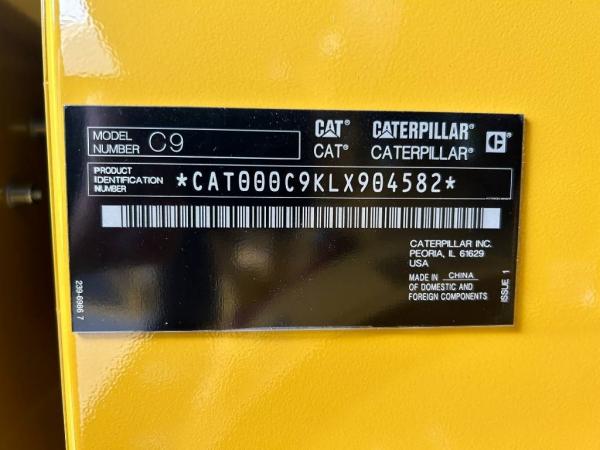 MODEL NUMBER C9
CAT CATERPILLAR C
CAT® CATERPILLAR®
PRODUCT IDENTIFICATION NUMBER *CAT000C9KLX904582*
CATERPILLAR INC.
PEORIA, IL 61629
USA
MADE IN CHINA
OF DOMESTIC AND
FOREIGN COMPONENTS
239-6986 7
ISSUE 1